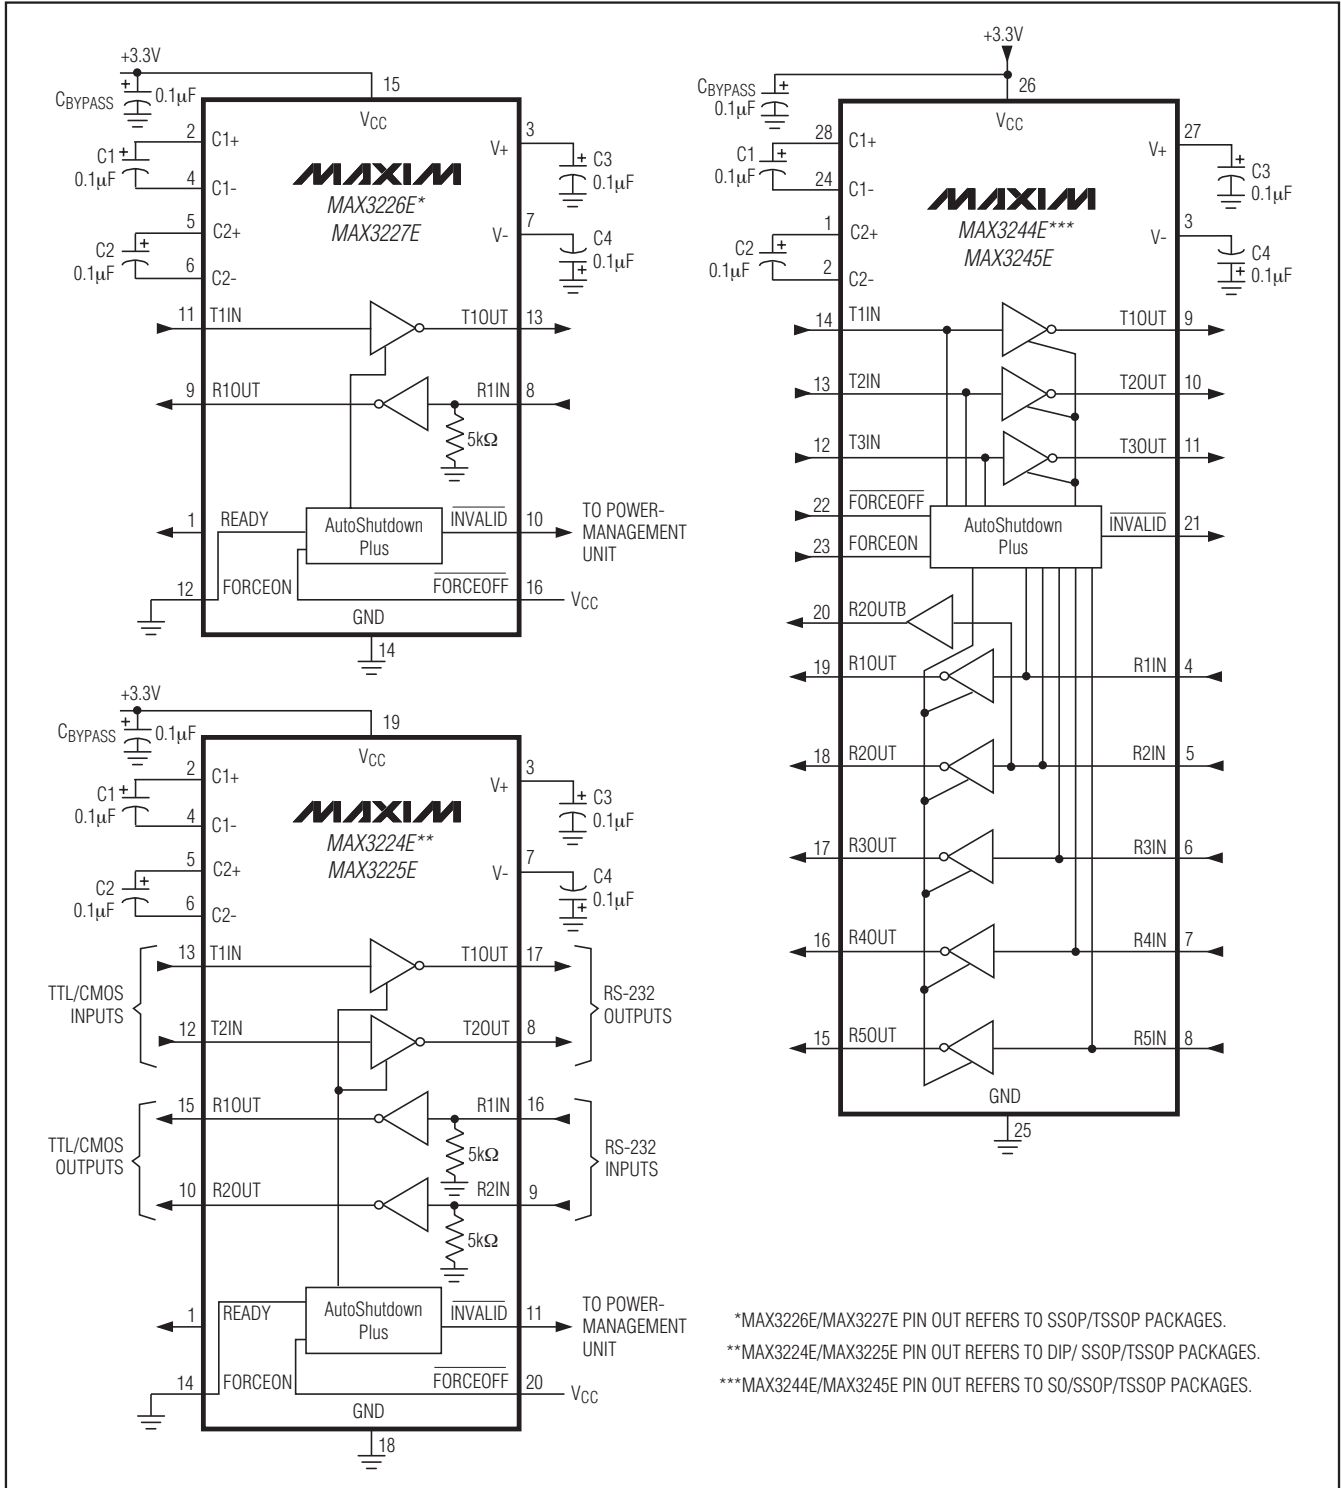 +3.3V
CBYPASS
0.1µF
15
VCC
2
C1+
C1
0.1µF
4
C1-
5
C2+
C2
0.1µF
6
C2-
MAXIM
MAX3226E*
MAX3227E
3
V+
C3
0.1µF
7
V-
C4
0.1µF
11
T1IN
T1OUT
13
9
R1OUT
R1IN
8
5kΩ
1
READY
AutoShutdown
Plus
INVALID
10
TO POWER-
MANAGEMENT
UNIT
12
FORCEON
FORCEOFF
16
VCC
GND
14
+3.3V
CBYPASS
0.1µF
19
VCC
2
C1+
C1
0.1µF
4
C1-
5
C2+
C2
0.1µF
6
C2-
MAXIM
MAX3224E**
MAX3225E
3
V+
C3
0.1µF
7
V-
C4
0.1µF
TTL/CMOS
INPUTS
13
T1IN
T1OUT
17
12
T2IN
T2OUT
8
RS-232
OUTPUTS
TTL/CMOS
OUTPUTS
15
R1OUT
R1IN
16
5kΩ
10
R2OUT
R2IN
9
5kΩ
RS-232
INPUTS
1
READY
AutoShutdown
Plus
INVALID
11
TO POWER-
MANAGEMENT
UNIT
14
FORCEON
FORCEOFF
20
VCC
GND
18
+3.3V
CBYPASS
0.1µF
26
VCC
28
C1+
C1
0.1µF
24
C1-
1
C2+
C2
0.1µF
2
C2-
MAXIM
MAX3244E***
MAX3245E
27
V+
C3
0.1µF
3
V-
C4
0.1µF
14
T1IN
T1OUT
9
13
T2IN
T2OUT
10
12
T3IN
T3OUT
11
22
FORCEOFF
23
FORCEON
AutoShutdown
Plus
INVALID
21
20
R2OUTB
19
R1OUT
R1IN
4
18
R2OUT
R2IN
5
17
R3OUT
R3IN
6
16
R4OUT
R4IN
7
15
R5OUT
R5IN
8
GND
25
*MAX3226E/MAX3227E PIN OUT REFERS TO SSOP/TSSOP PACKAGES.
**MAX3224E/MAX3225E PIN OUT REFERS TO DIP/ SSOP/TSSOP PACKAGES.
***MAX3244E/MAX3245E PIN OUT REFERS TO SO/SSOP/TSSOP PACKAGES.